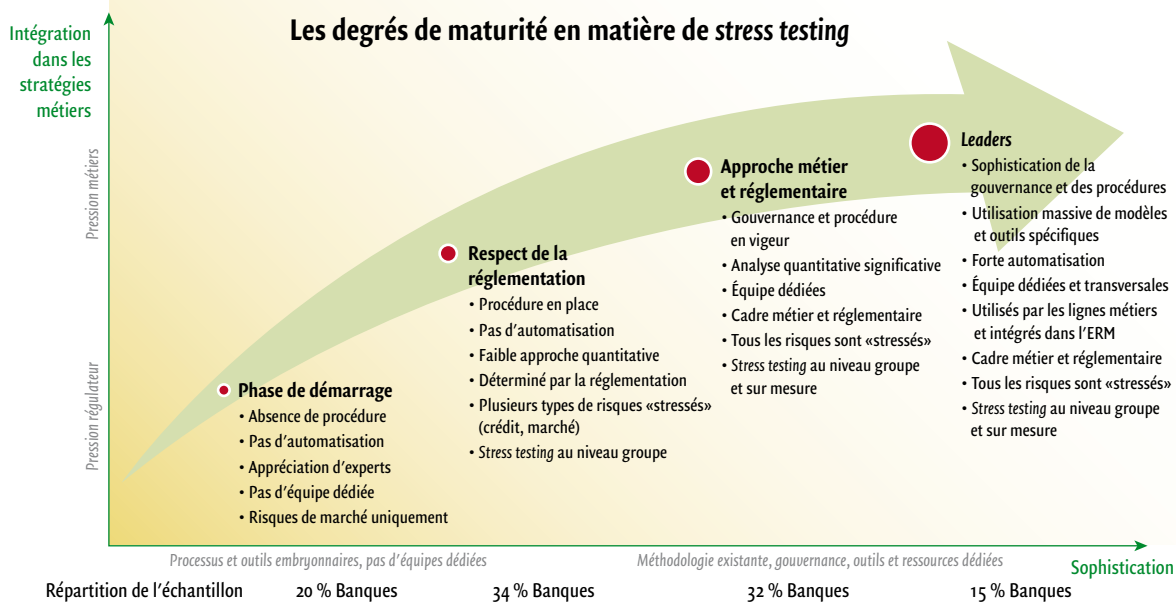 Les degrés de maturité en matière de stress testing
Intégration
dans les
stratégies
métiers
Pression métiers
Pression régulateur
Phase de démarrage
• Absence de procédure
• Pas d'automatisation
• Appréciation d'experts
• Pas d'équipe dédiée
• Risques de marché uniquement
Respect de la
réglementation
• Procédure en place
• Pas d'automatisation
• Faible approche quantitative
• Déterminé par la réglementation
• Plusieurs types de risques «stressés»
(crédit, marché)
• Stress testing au niveau groupe
Approche métier
et réglementaire
• Gouvernance et procédure
en vigueur
• Analyse quantitative significative
• Équipe dédiées
• Cadre métier et réglementaire
• Tous les risques sont «stressés»
• Stress testing au niveau groupe
et sur mesure
Leaders
• Sophistication de la
gouvernance et des procédures
• Utilisation massive de modèles
et outils spécifiques
• Forte automatisation
• Équipe dédiées et transversales
• Utilisés par les lignes métiers
et intégrés dans l'ERM
• Cadre métier et réglementaire
• Tous les risques sont «stressés»
• Stress testing au niveau groupe
et sur mesure
Processus et outils embryonnaires, pas d'équipes dédiées
Méthodologie existante, gouvernance, outils et ressources dédiées
Sophistication
Répartition de l'échantillon 20 % Banques 34 % Banques 32 % Banques 15 % Banques